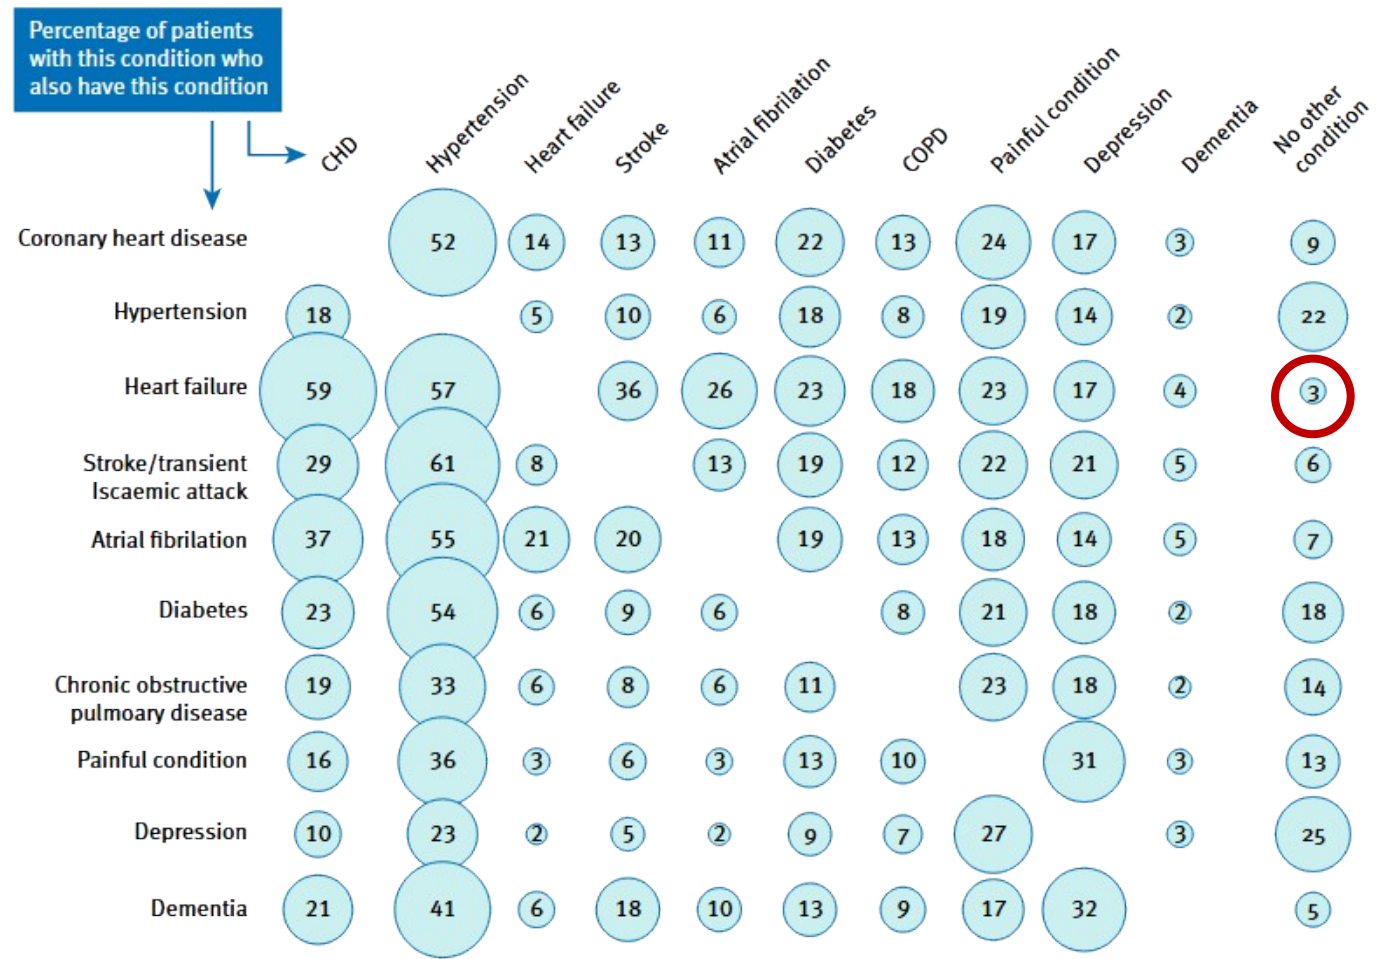 Percentage of patients
with this condition who
also have this condition
CHD
Hypertension
Heart failure
Stroke
Atrial fibrilation
Diabetes
COPD
Painful condition
Depression
Dementia
No other
condition
Coronary heart disease 52 14 13 11 22 13 24 17 3 9
Hypertension 18 5 10 6 18 8 19 14 2 22
Heart failure 59 57 36 26 23 18 23 17 4 3
Stroke/transient
Iscaemic attack 29 61 8 13 19 12 22 21 5 6
Atrial fibrilation 37 55 21 20 19 13 18 14 5 7
Diabetes 23 54 6 9 6 8 21 18 2 18
Chronic obstructive
pulmoary disease 19 33 6 8 6 11 23 18 2 14
Painful condition 16 36 3 6 3 13 10 31 3 13
Depression 10 23 2 5 2 9 7 27 3 25
Dementia 21 41 6 18 10 13 9 17 32 5